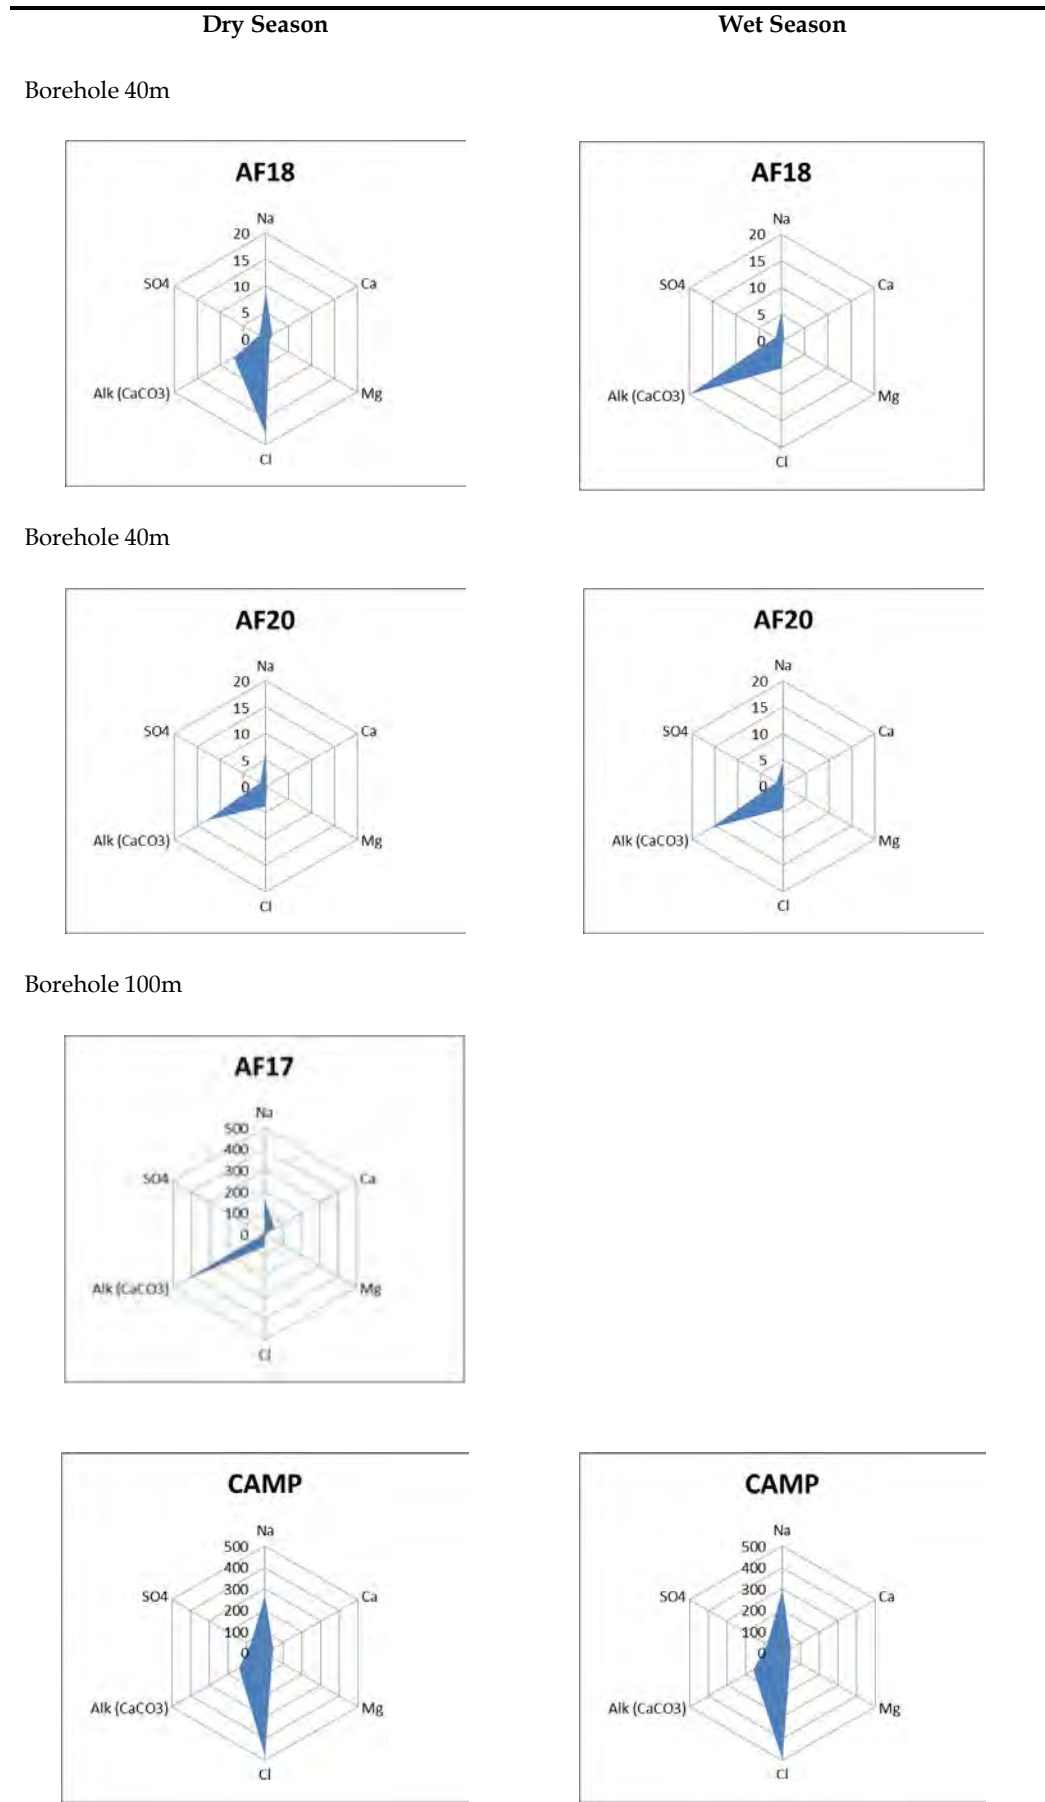 Dry Season Wet Season
Borehole 40m
AF18
Na
20
15
10
5
0
SO4
Ca
Alk (CaCO3)
Mg
Cl
AF18
Na
20
15
10
5
0
SO4
Ca
Alk (CaCO3)
Mg
Cl
Borehole 40m
AF20
Na
20
15
10
5
0
SO4
Ca
Alk (CaCO3)
Mg
Cl
AF20
Na
20
15
10
5
0
SO4
Ca
Alk (CaCO3)
Mg
Cl
Borehole 100m
AF17
Na
500
400
300
200
100
0
SO4
Ca
Alk (CaCO3)
Mg
Cl
CAMP
Na
500
400
300
200
100
0
SO4
Ca
Alk (CaCO3)
Mg
Cl
CAMP
Na
500
400
300
200
100
0
SO4
Ca
Alk (CaCO3)
Mg
Cl